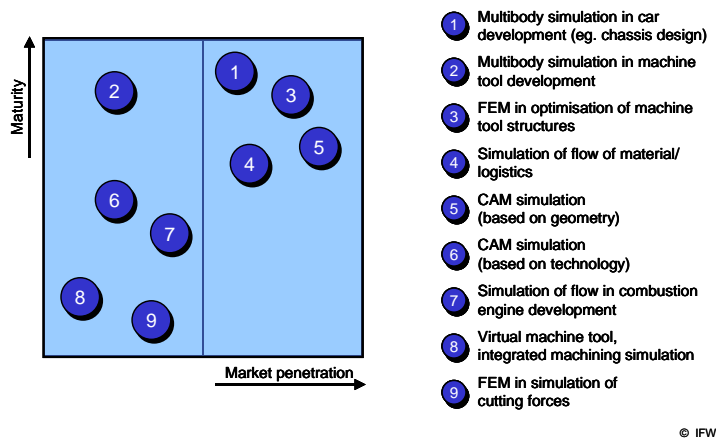 Maturity
1
2
3
4
5
6
7
8
9
Market penetration
1 Multibody simulation in car
development (eg. chassis design)
2 Multibody simulation in machine
tool development
3 FEM in optimisation of machine
tool structures
4 Simulation of flow of material/
logistics
5 CAM simulation
(based on geometry)
6 CAM simulation
(based on technology)
7 Simulation of flow in combustion
engine development
8 Virtual machine tool,
integrated machining simulation
9 FEM in simulation of
cutting forces
© IFW